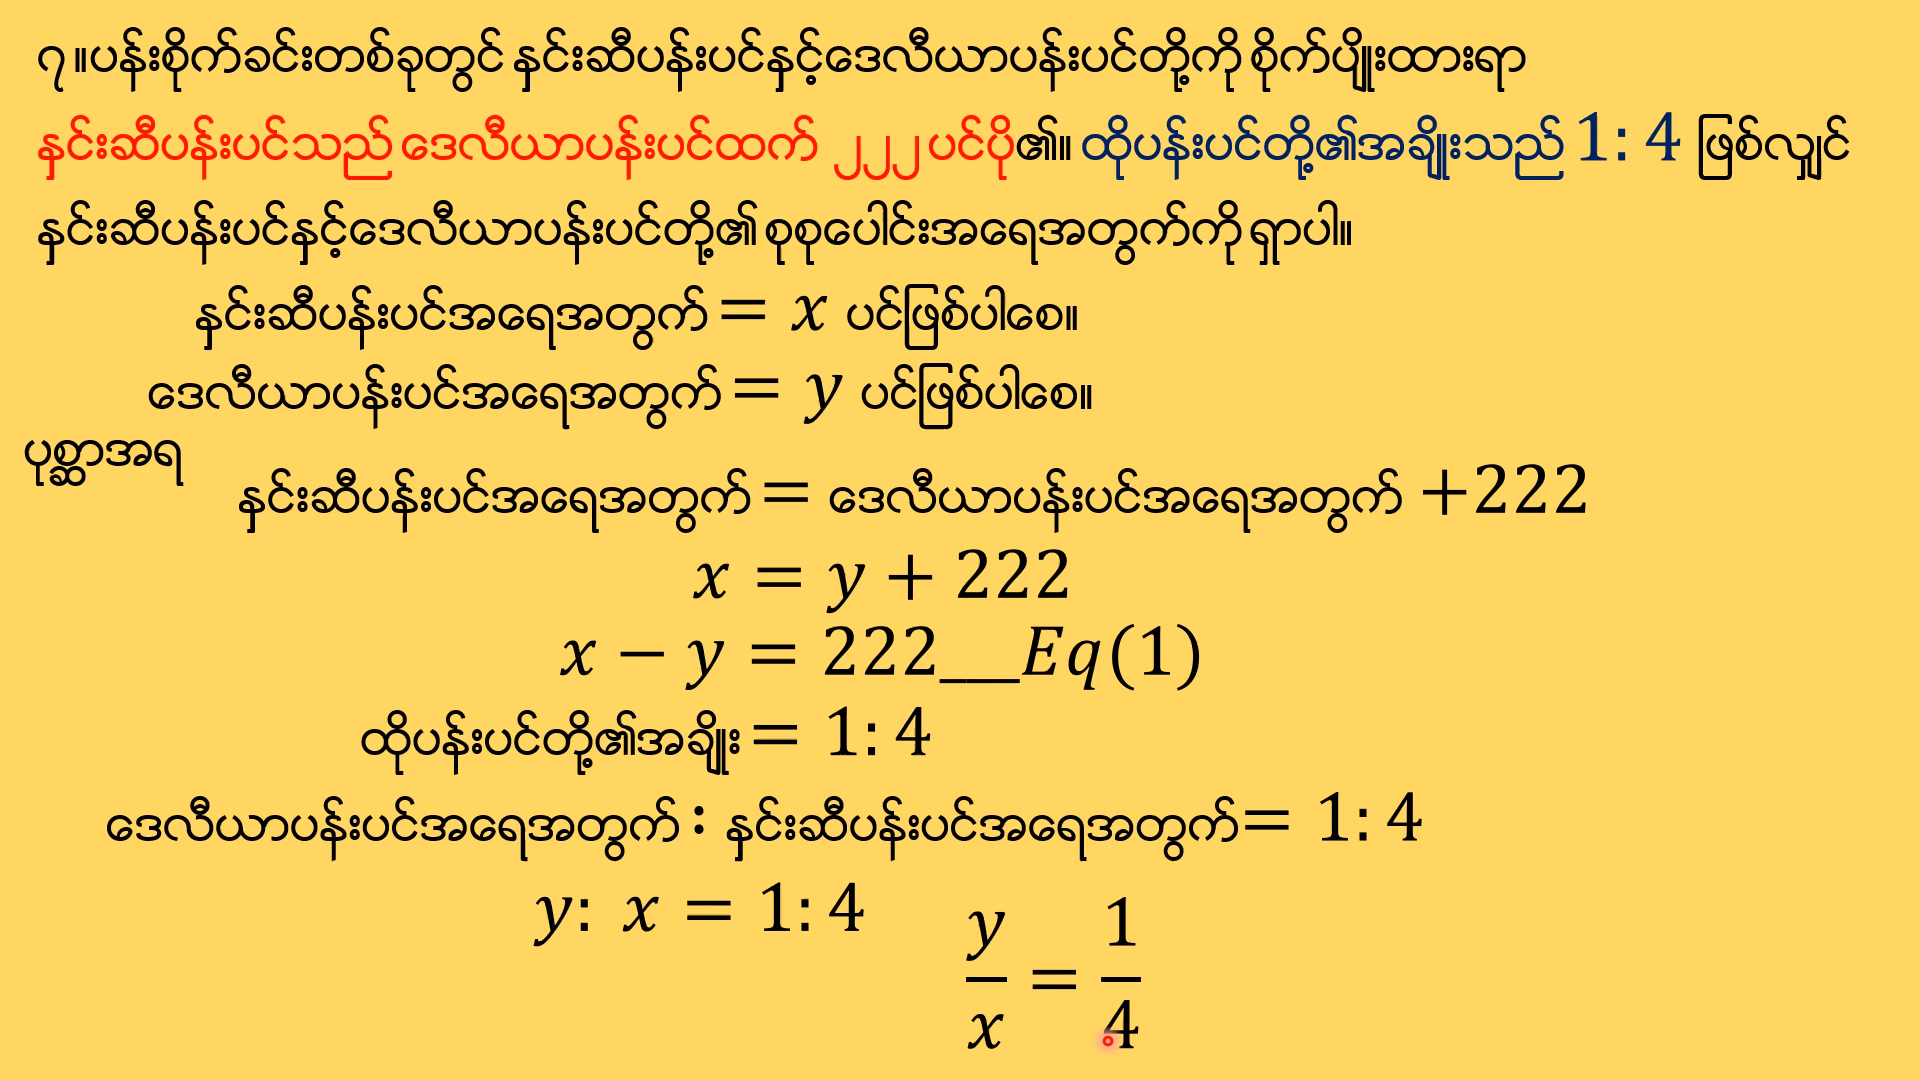 ၇။ပန်းစိုက်ခင်းတစ်ခုတွင် နှင်းဆီပန်းပင်နှင့်ဒေလီယာပန်းပင်တို့ကို စိုက်ပျိုးထားရာ
နှင်းဆီပန်းပင်သည် ဒေလီယာပန်းပင်ထက် ၂၂၂ ပင်ပို၏။ ထိုပန်းပင်တို့၏အချိုးသည် 1: 4 ဖြစ်လျှင်
နှင်းဆီပန်းပင်နှင့်ဒေလီယာပန်းပင်တို့၏ စုစုပေါင်းအရေအတွက်ကို ရှာပါ။
နှင်းဆီပန်းပင်အရေအတွက် = x ပင်ဖြစ်ပါစေ။
ဒေလီယာပန်းပင်အရေအတွက် = y ပင်ဖြစ်ပါစေ။
ပုစ္ဆာအရ
နှင်းဆီပန်းပင်အရေအတွက် = ဒေလီယာပန်းပင်အရေအတွက် +222
x = y + 222
x − y = 222___Eq(1)
ထိုပန်းပင်တို့၏အချိုး = 1: 4
ဒေလီယာပန်းပင်အရေအတွက် : နှင်းဆီပန်းပင်အရေအတွက်= 1: 4
y: x = 1: 4 y/x = 1/4